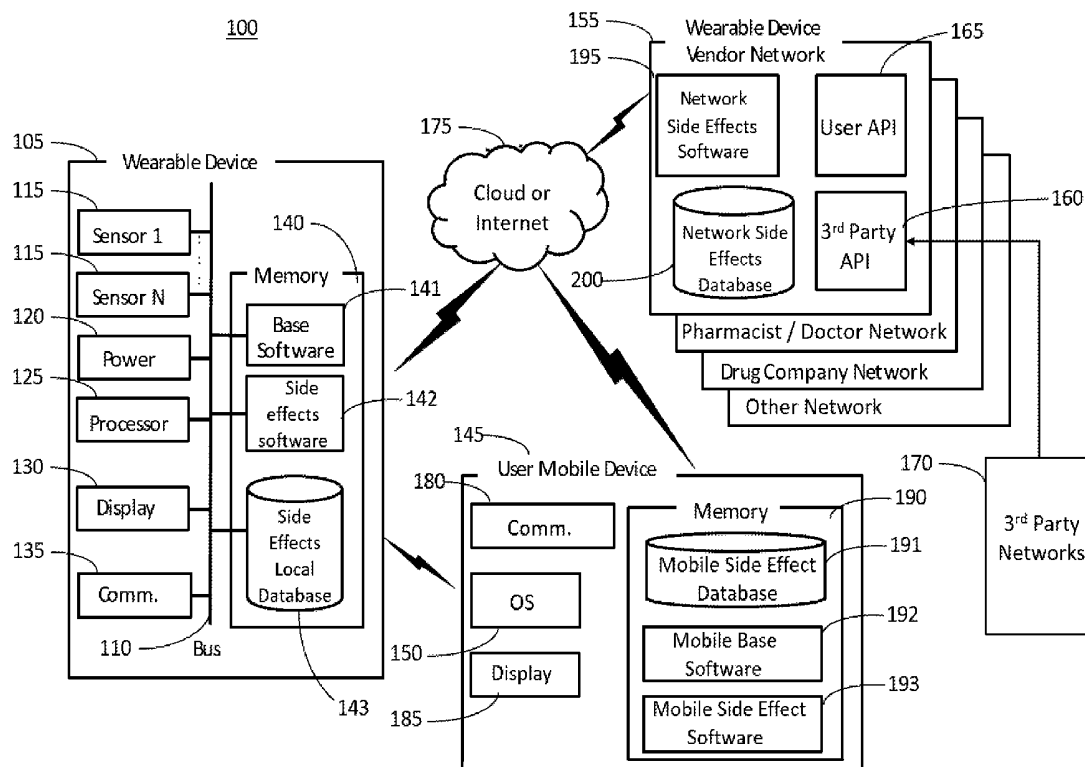 100
155
Wearable Device
Vendor Network
165
195
Network
Side Effects
Software
User API
160
Network Side
Effects
Database
3rd Party
API
200
Pharmacist / Doctor Network
Drug Company Network
Other Network
175
Cloud or
Internet
105
Wearable Device
115
Sensor 1
115
Sensor N
120
Power
125
Processor
130
Display
135
Comm.
110
Bus
140
Memory
141
Base
Software
Side
effects
software
142
Side
Effects
Local
Database
143
145
User Mobile Device
180
Comm.
OS
150
Display
185
Memory
190
Mobile Side Effect
Database
191
192
Mobile Base
Software
193
Mobile Side Effect
Software
170
3rd Party
Networks